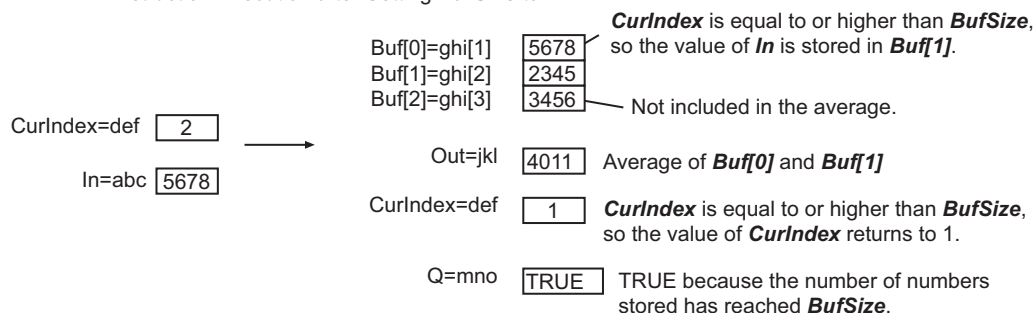 CurIndex is equal to or higher than BufSize,
so the value of In is stored in Buf[1].
Buf[0]=ghi[1] 5678
Buf[1]=ghi[2] 2345
Buf[2]=ghi[3] 3456
Not included in the average.
CurIndex=def 2
In=abc 5678
Out=jkl 4011 Average of Buf[0] and Buf[1]
CurIndex=def 1 CurIndex is equal to or higher than BufSize,
so the value of CurIndex returns to 1.
Q=mno TRUE TRUE because the number of numbers
stored has reached BufSize.